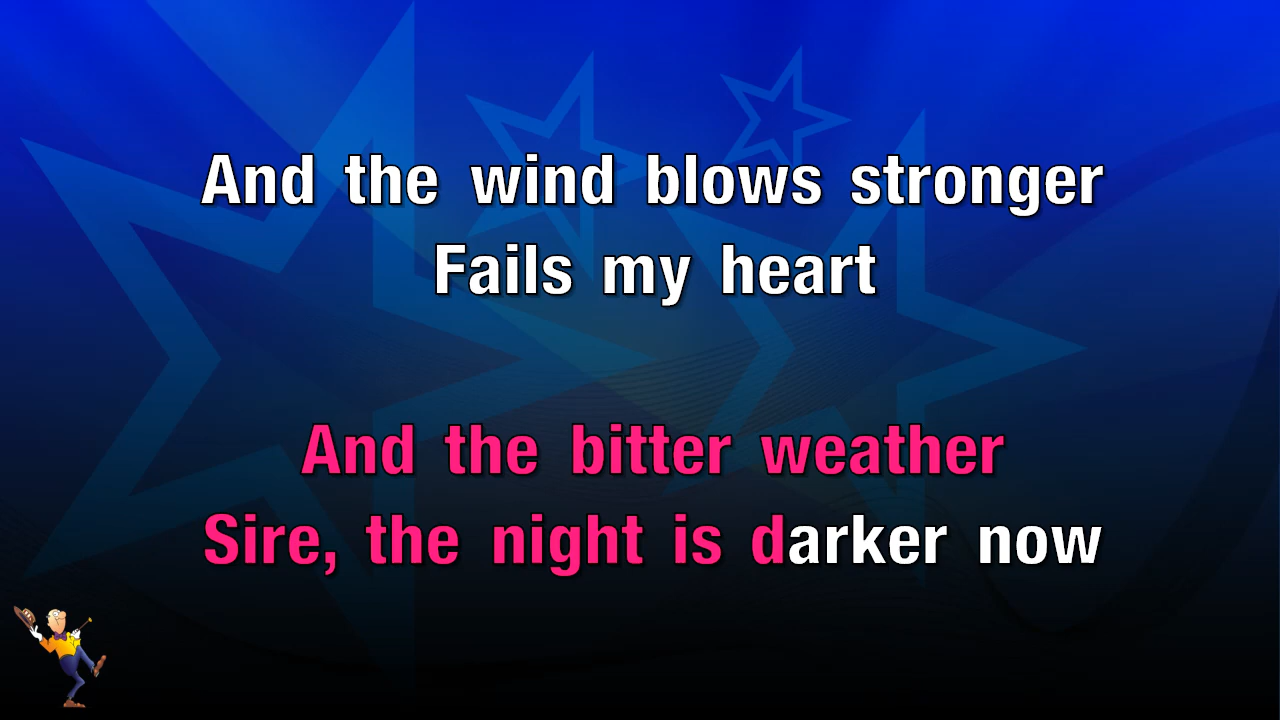 And the wind blows stronger
Fails my heart
And the bitter weather
Sire, the night is darker now